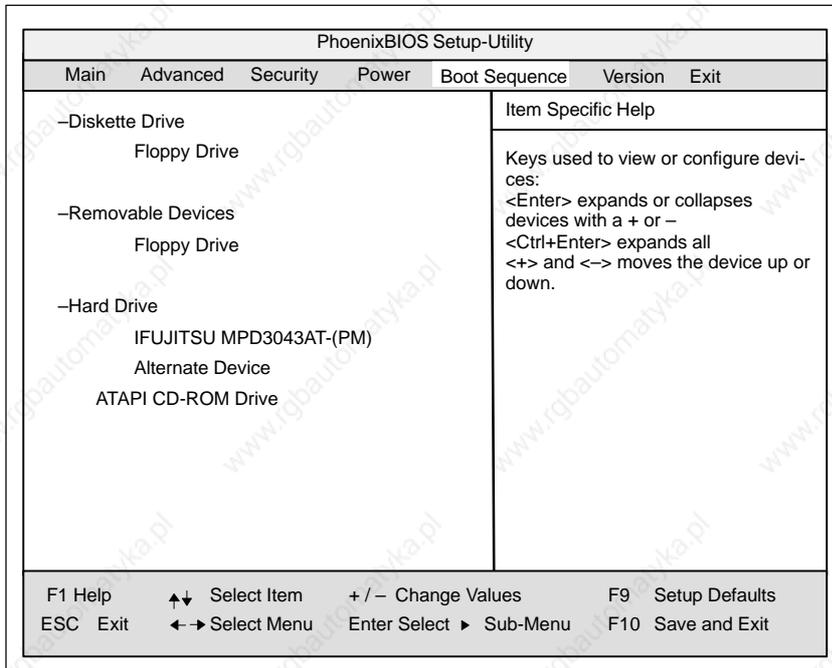 PhoenixBIOS Setup-Utility
Main Advanced Security Power Boot Sequence Version Exit
–Diskette Drive
Floppy Drive
–Removable Devices
Floppy Drive
–Hard Drive
IFUJITSU MPD3043AT-(PM)
Alternate Device
ATAPI CD-ROM Drive
Item Specific Help
Keys used to view or configure devi-
ces:
<Enter> expands or collapses
devices with a + or –
<Ctrl+Enter> expands all
<+> and <–> moves the device up or
down.
F1 Help Select Item + / – Change Values F9 Setup Defaults
ESC Exit Select Menu Enter Select Sub-Menu F10 Save and Exit
www.rgbautomatyka.pl